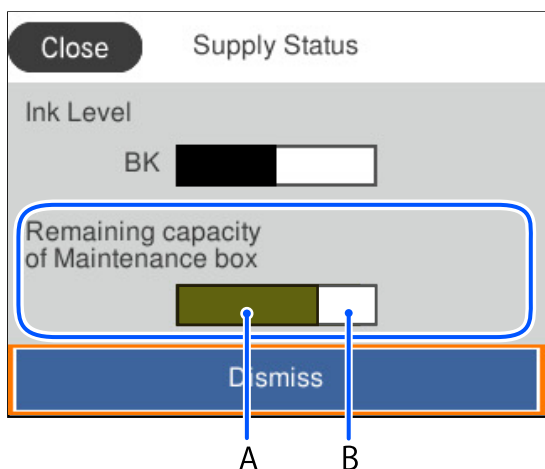 Close
Supply Status
Ink Level
BK
Remaining capacity
of Maintenance box
Dismiss
A
B